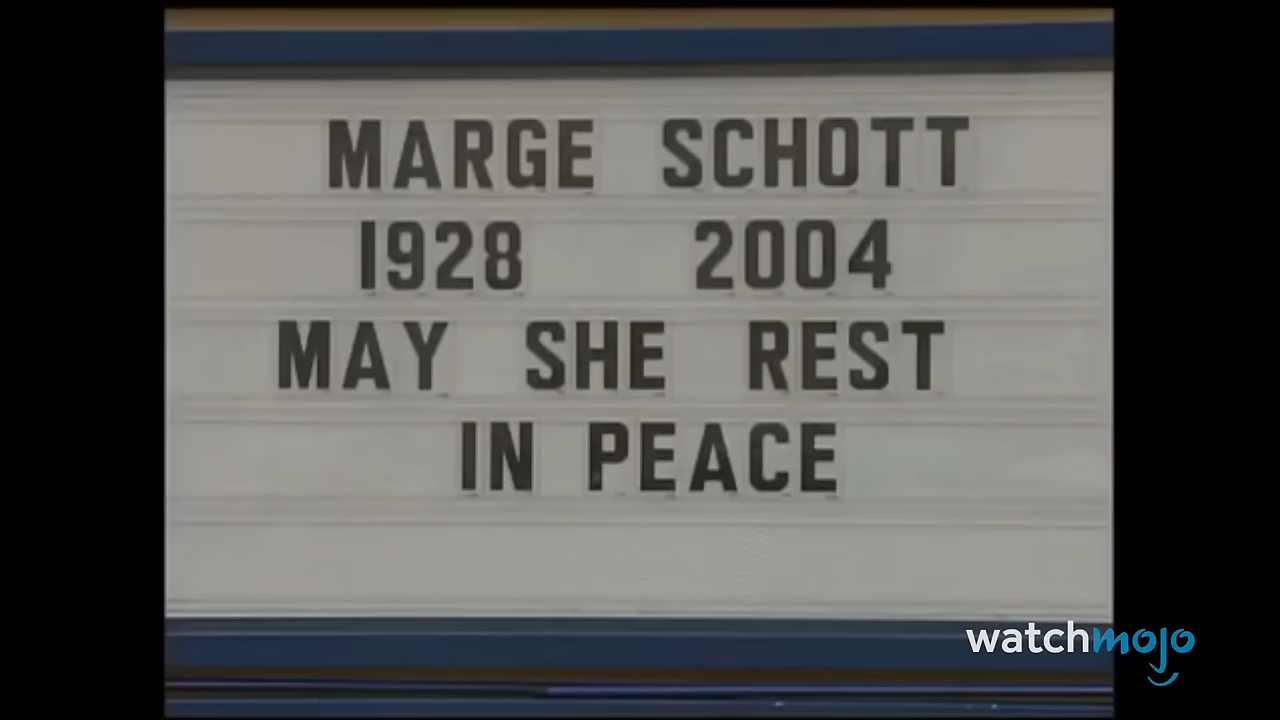 MARGE SCHOTT
1928 2004
MAY SHE REST
IN PEACE
watchmojo